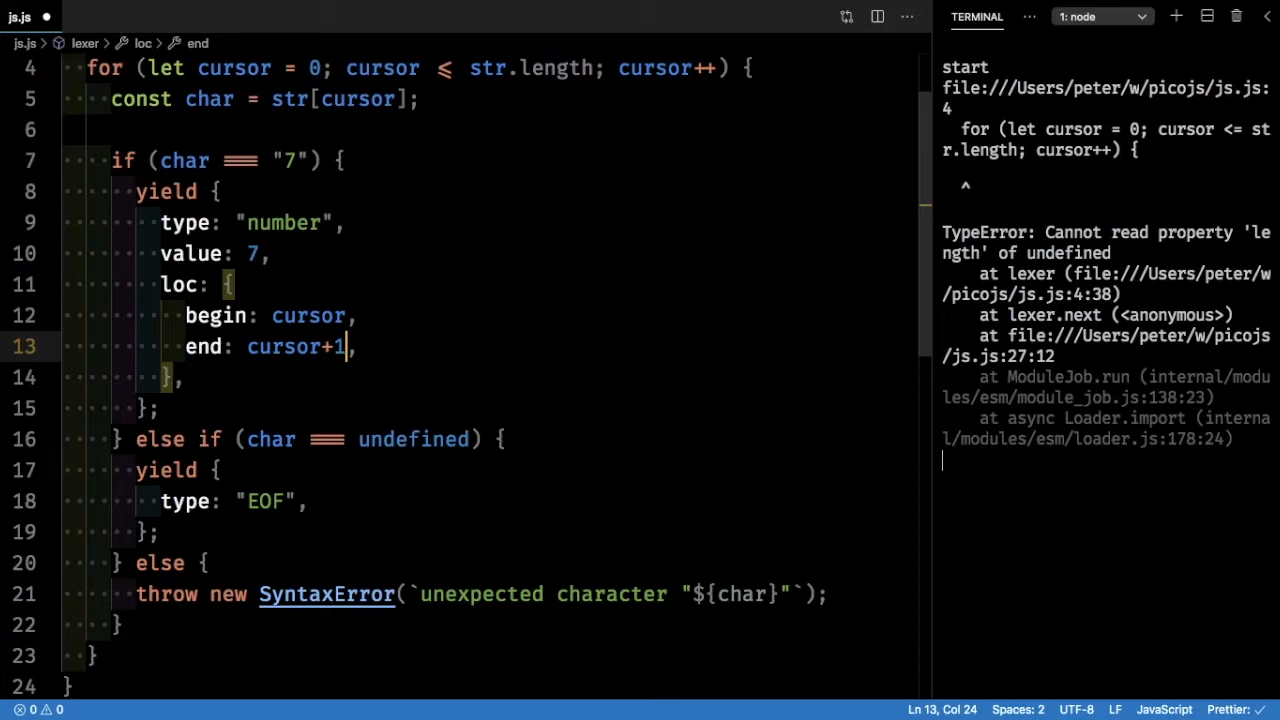 js.js
TERMINAL
1: node
js.js lexer loc end
4 for (let cursor = 0; cursor <= str.length; cursor++) {
5 const char = str[cursor];
6
7 if (char === "7") {
8 yield {
9 type: "number",
10 value: 7,
11 loc: {
12 begin: cursor,
13 end: cursor+1,
14 },
15 };
16 } else if (char === undefined) {
17 yield {
18 type: "EOF",
19 };
20 } else {
21 throw new SyntaxError(`unexpected character "${char}"`);
22 }
23 }
24 }
start
file:///Users/peter/w/picojs/js.js:
4
for (let cursor = 0; cursor <= st
r.length; cursor++) {
^
TypeError: Cannot read property 'le
ngth' of undefined
at lexer (file:///Users/peter/w
/picojs/js.js:4:38)
at lexer.next (<anonymous>)
at file:///Users/peter/w/picojs
/js.js:27:12
at ModuleJob.run (internal/modu
les/esm/module_job.js:138:23)
at async Loader.import (interna
l/modules/esm/loader.js:178:24)
0 0 Ln 13, Col 24 Spaces: 2 UTF-8 LF JavaScript Prettier: ✓